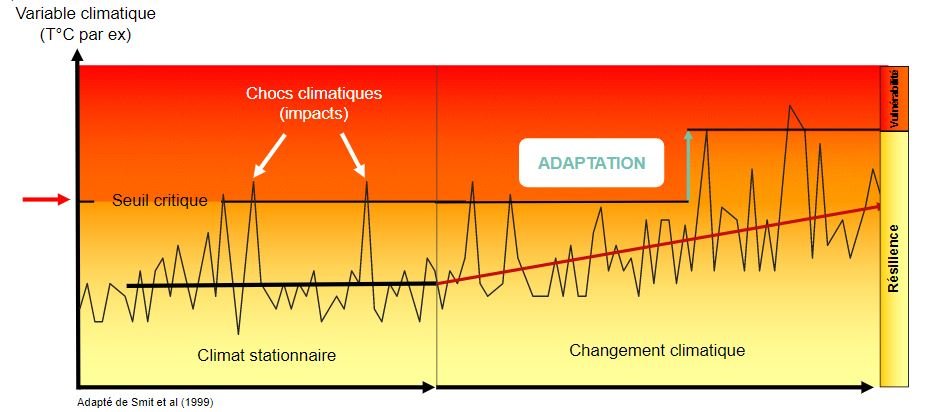 Variable climatique
(T°C par ex)
Chocs climatiques
(impacts)
ADAPTATION
Vulnérabilité
Seuil critique
Résilience
Climat stationnaire
Changement climatique
Adapté de Smit et al (1999)